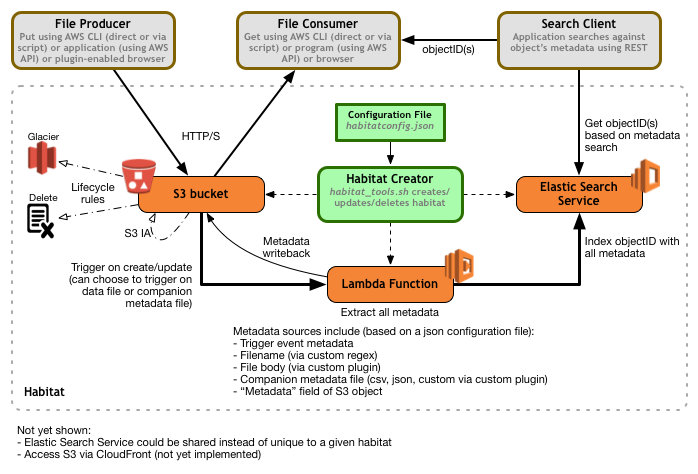 File Producer
Put using AWS CLI (direct or via
script) or application (using AWS
API) or plugin-enabled browser
File Consumer
Get using AWS CLI (direct or via
script) or program (using AWS
API) or browser
objectID(s)
Search Client
Application searches against
object's metadata using REST
HTTP/S
Configuration File
habitatconfig.json
Get objectID(s)
based on metadata
search
Glacier
Lifecycle
rules
Delete
S3 bucket
S3 IA
Habitat Creator
habitat_tools.sh creates/
updates/deletes habitat
Elastic Search
Service
Metadata
writeback
Index objectID with
all metadata
Trigger on create/update
(can choose to trigger on
data file or companion
metadata file)
Lambda Function
Extract all metadata
Metadata sources include (based on a json configuration file):
- Trigger event metadata
- Filename (via custom regex)
- File body (via custom plugin)
- Companion metadata file (csv, json, custom via custom plugin)
- “Metadata” field of S3 object
Habitat
Not yet shown:
- Elastic Search Service could be shared instead of unique to a given habitat
- Access S3 via CloudFront (not yet implemented)